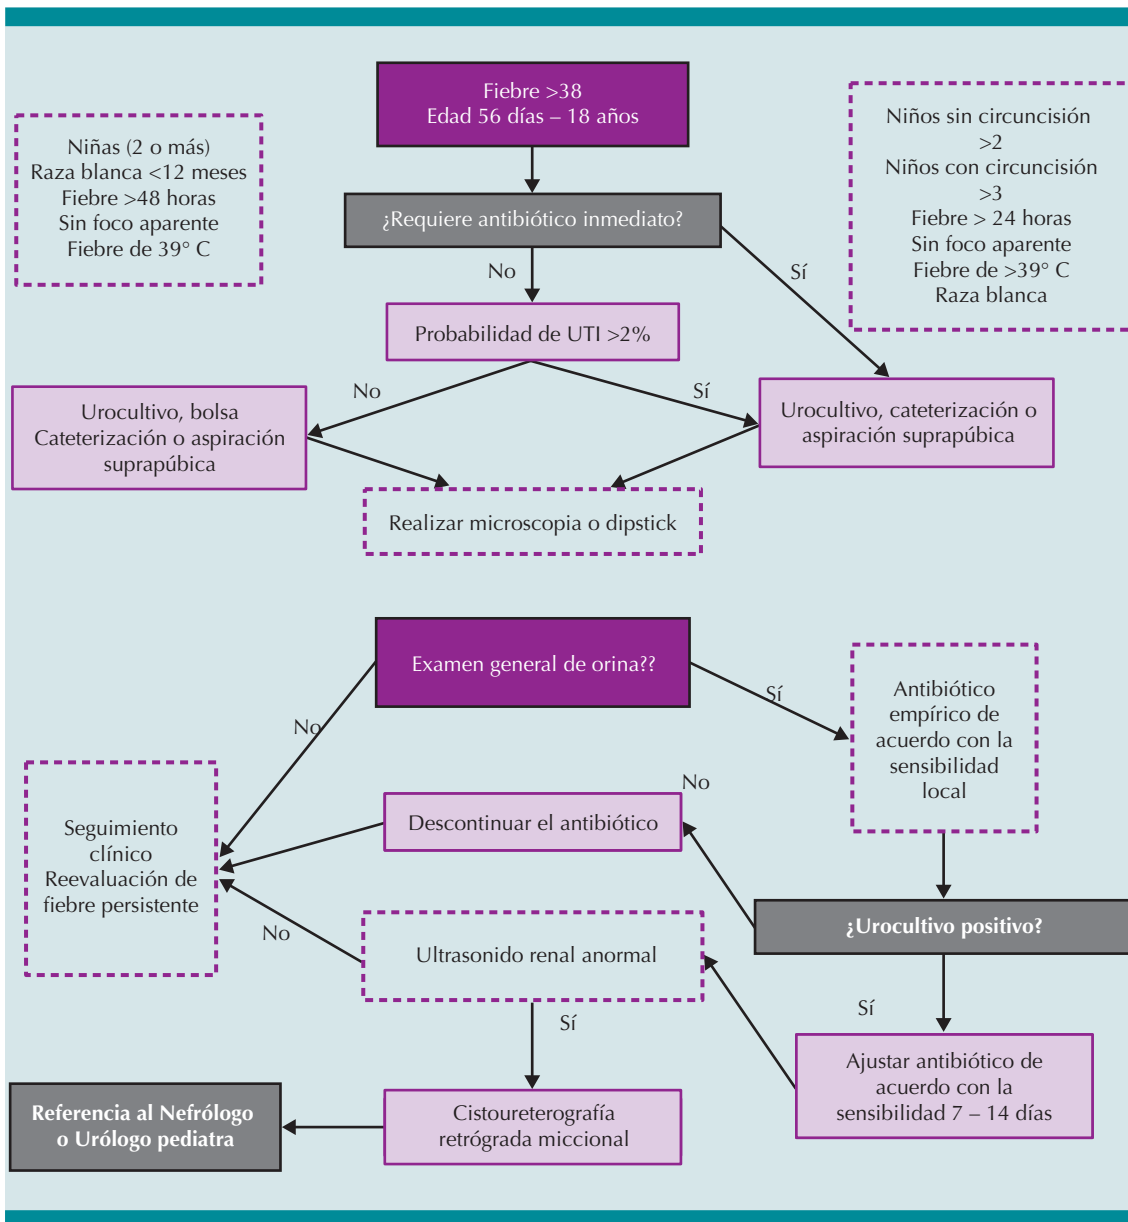 Fiebre >38
Edad 56 días – 18 años
Niñas (2 o más)
Raza blanca <12 meses
Fiebre >48 horas
Sin foco aparente
Fiebre de 39° C
Niños sin circuncisión
>2
Niños con circuncisión
>3
Fiebre > 24 horas
Sin foco aparente
Fiebre de >39° C
Raza blanca
¿Requiere antibiótico inmediato?
No
Sí
Probabilidad de UTI >2%
No
Sí
Urocultivo, bolsa
Cateterización o aspiración
suprapúbica
Urocultivo, cateterización o
aspiración suprapúbica
Realizar microscopia o dipstick
Examen general de orina??
No
Sí
Antibiótico
empírico de
acuerdo con la
sensibilidad
local
Seguimiento
clínico
Reevaluación de
fiebre persistente
Descontinuar el antibiótico
No
¿Urocultivo positivo?
Ultrasonido renal anormal
No
Sí
Sí
Ajustar antibiótico de
acuerdo con la
sensibilidad 7 – 14 días
Cistoureterografía
retrógrada miccional
Referencia al Nefrólogo
o Urólogo pediatra